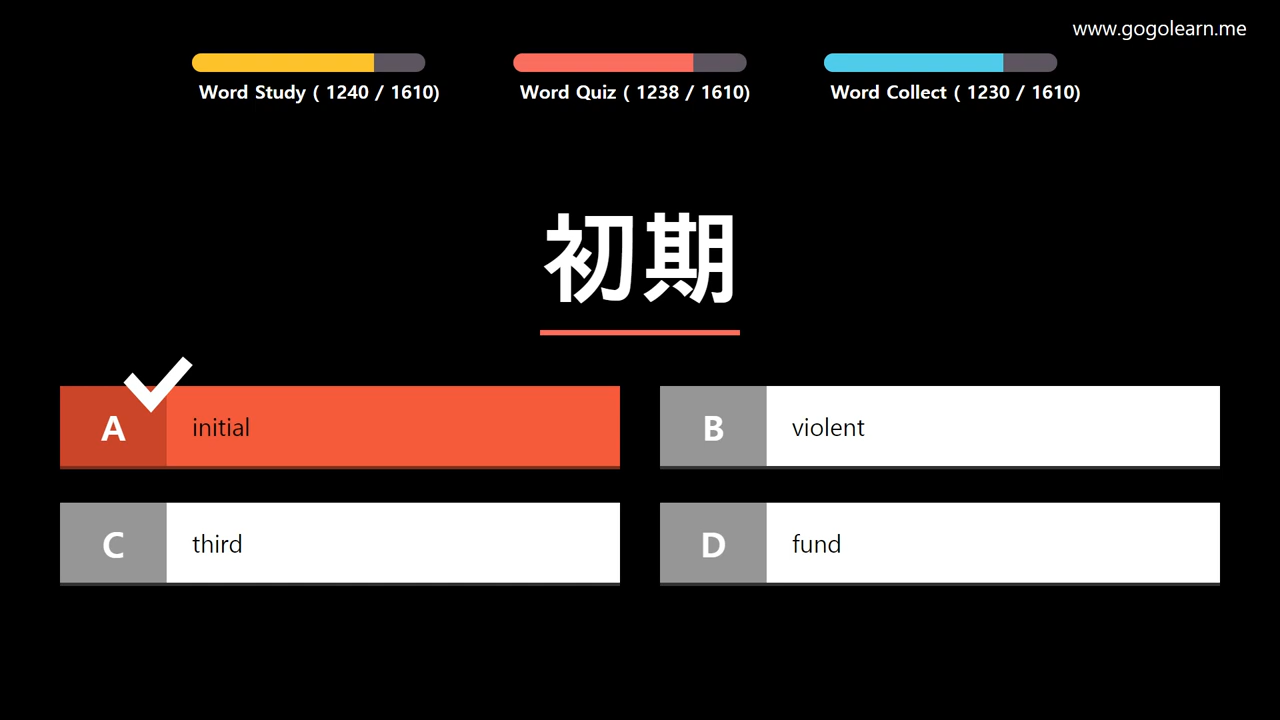 www.gogolearn.me
Word Study ( 1240 / 1610)
Word Quiz ( 1238 / 1610)
Word Collect ( 1230 / 1610)
初期
A initial
B violent
C third
D fund